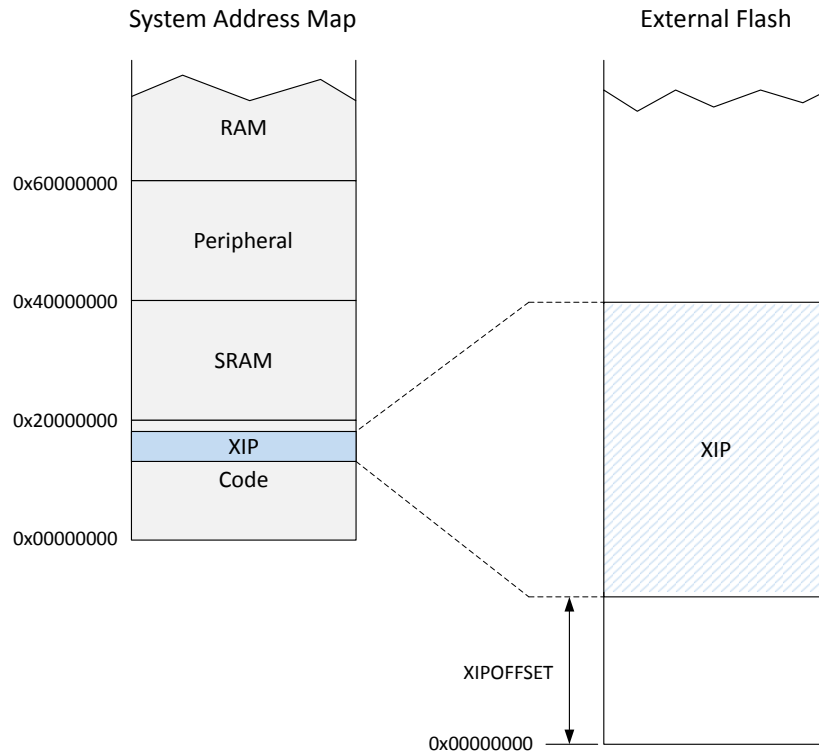 System Address Map
External Flash
RAM
0x60000000
Peripheral
0x40000000
SRAM
0x20000000
XIP
XIP
Code
0x00000000
XIPOFFSET
0x00000000